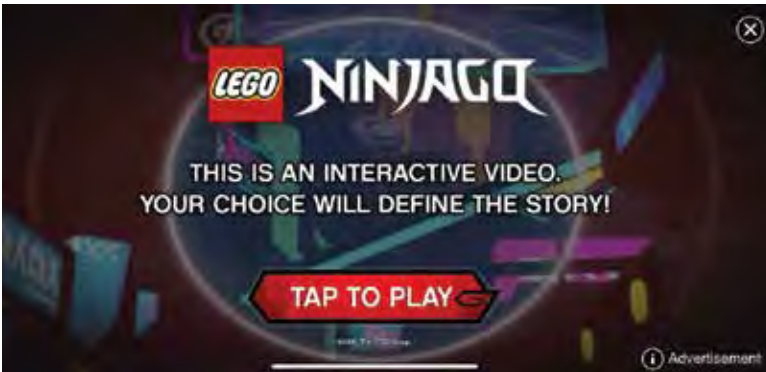 LEGO NINJAGO
THIS IS AN INTERACTIVE VIDEO.
YOUR CHOICE WILL DEFINE THE STORY!
TAP TO PLAY
Advertisement